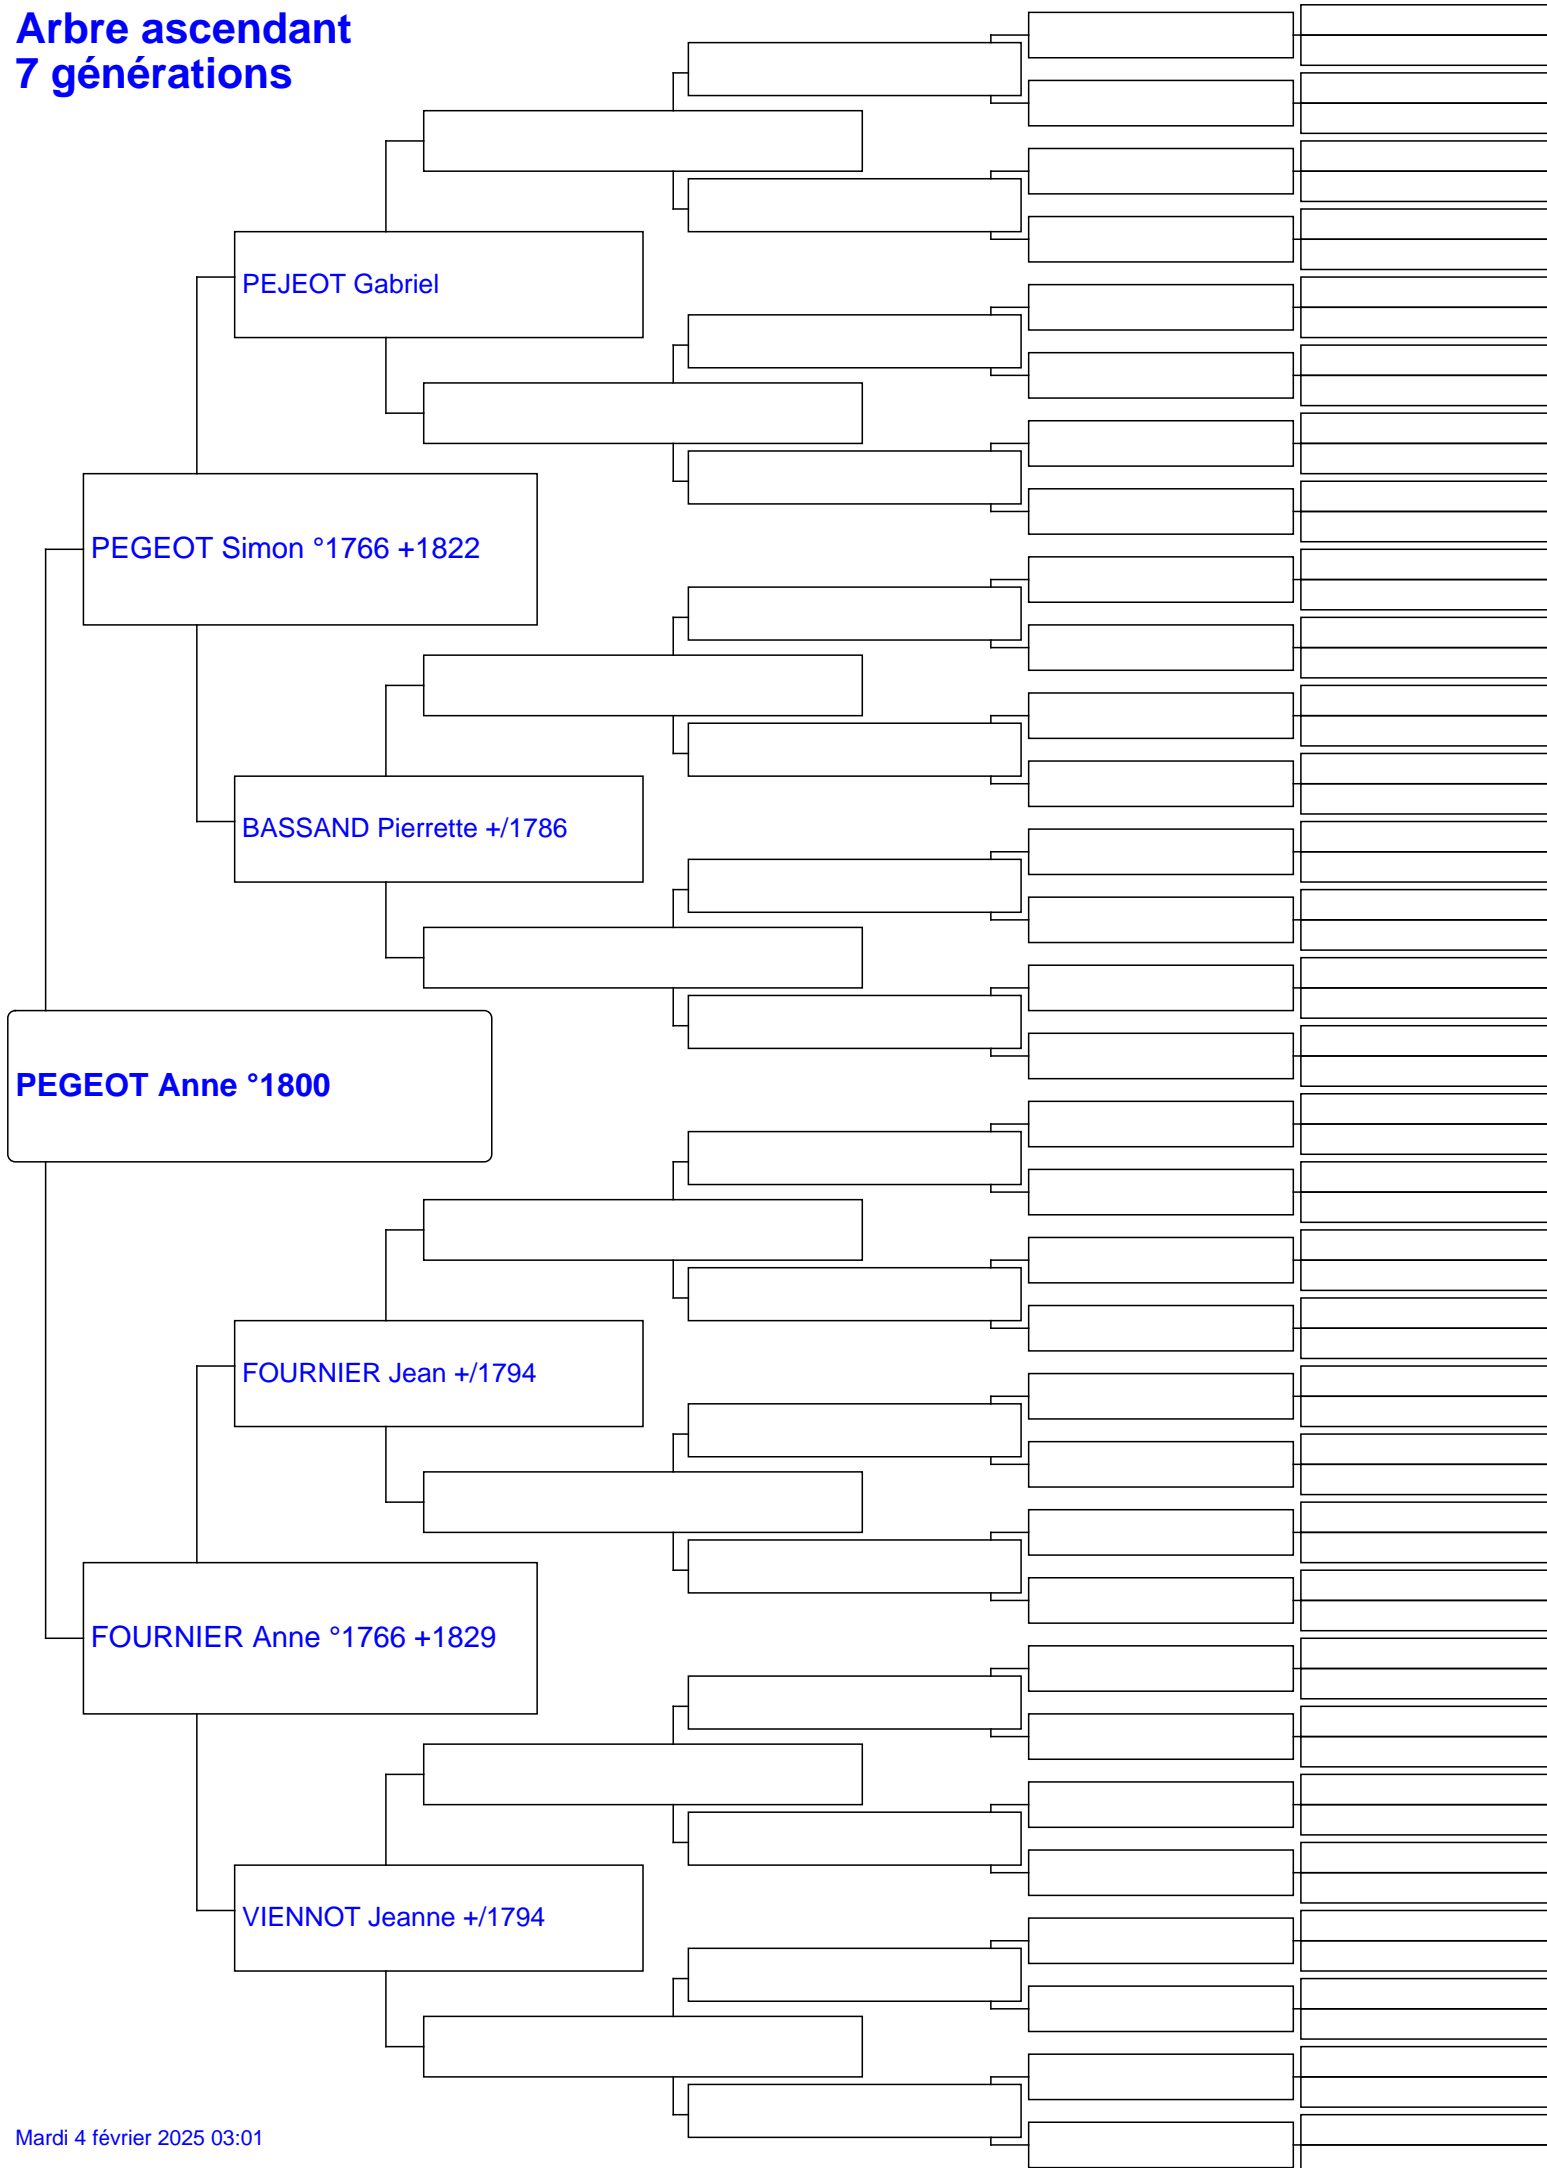 Arbre ascendant
7 générations
PEJEOT Gabriel
PEGEOT Simon °1766 +1822
BASSAND Pierrette +/1786
PEGEOT Anne °1800
FOURNIER Jean +/1794
FOURNIER Anne °1766 +1829
VIENNOT Jeanne +/1794
Mardi 4 février 2025 03:01